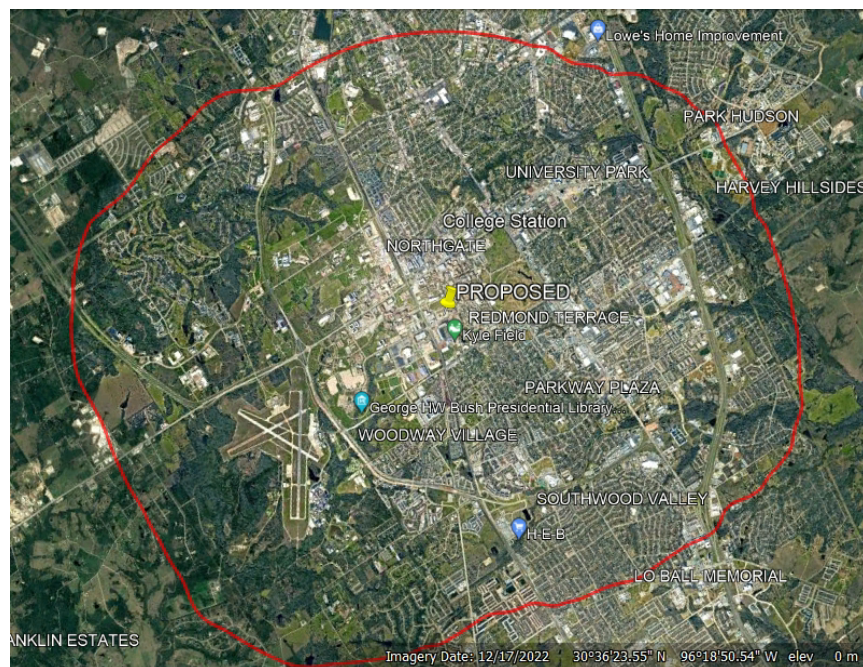 Lowe's Home Improvement
PARK HUDSON
UNIVERSITY PARK
HARVEY HILLSIDES
College Station
NORTHGATE
PROPOSED
REDMOND TERRACE
Kyle Field
PARKWAY PLAZA
George HW Bush Presidential Library...
WOODWAY VILLAGE
SOUTHWOOD VALLEY
H-E-B
LO BALL MEMORIAL
ANKLIN ESTATES
Imagery Date: 12/17/2022 30°36'23.55" N 96°18'50.54" W elev 0 m